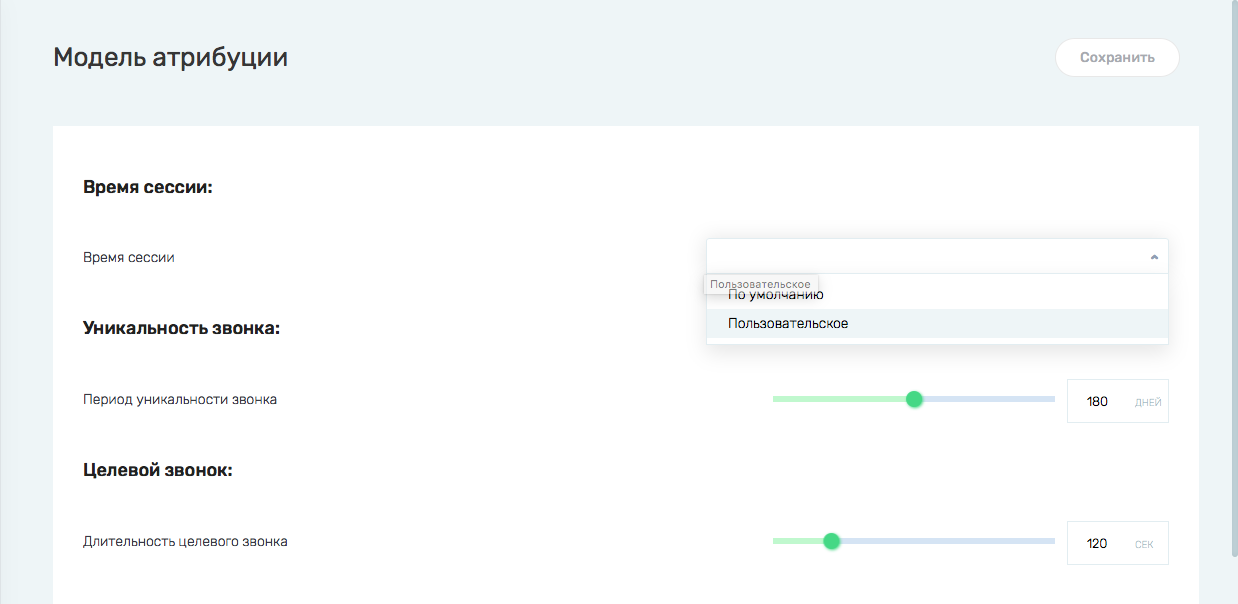 Модель атрибуции
Сохранить
Время сессии:
Время сессии
Пользовательское
По умолчанию
Пользовательское
Уникальность звонка:
Период уникальности звонка
180 ДНЕЙ
Целевой звонок:
Длительность целевого звонка
120 СЕК